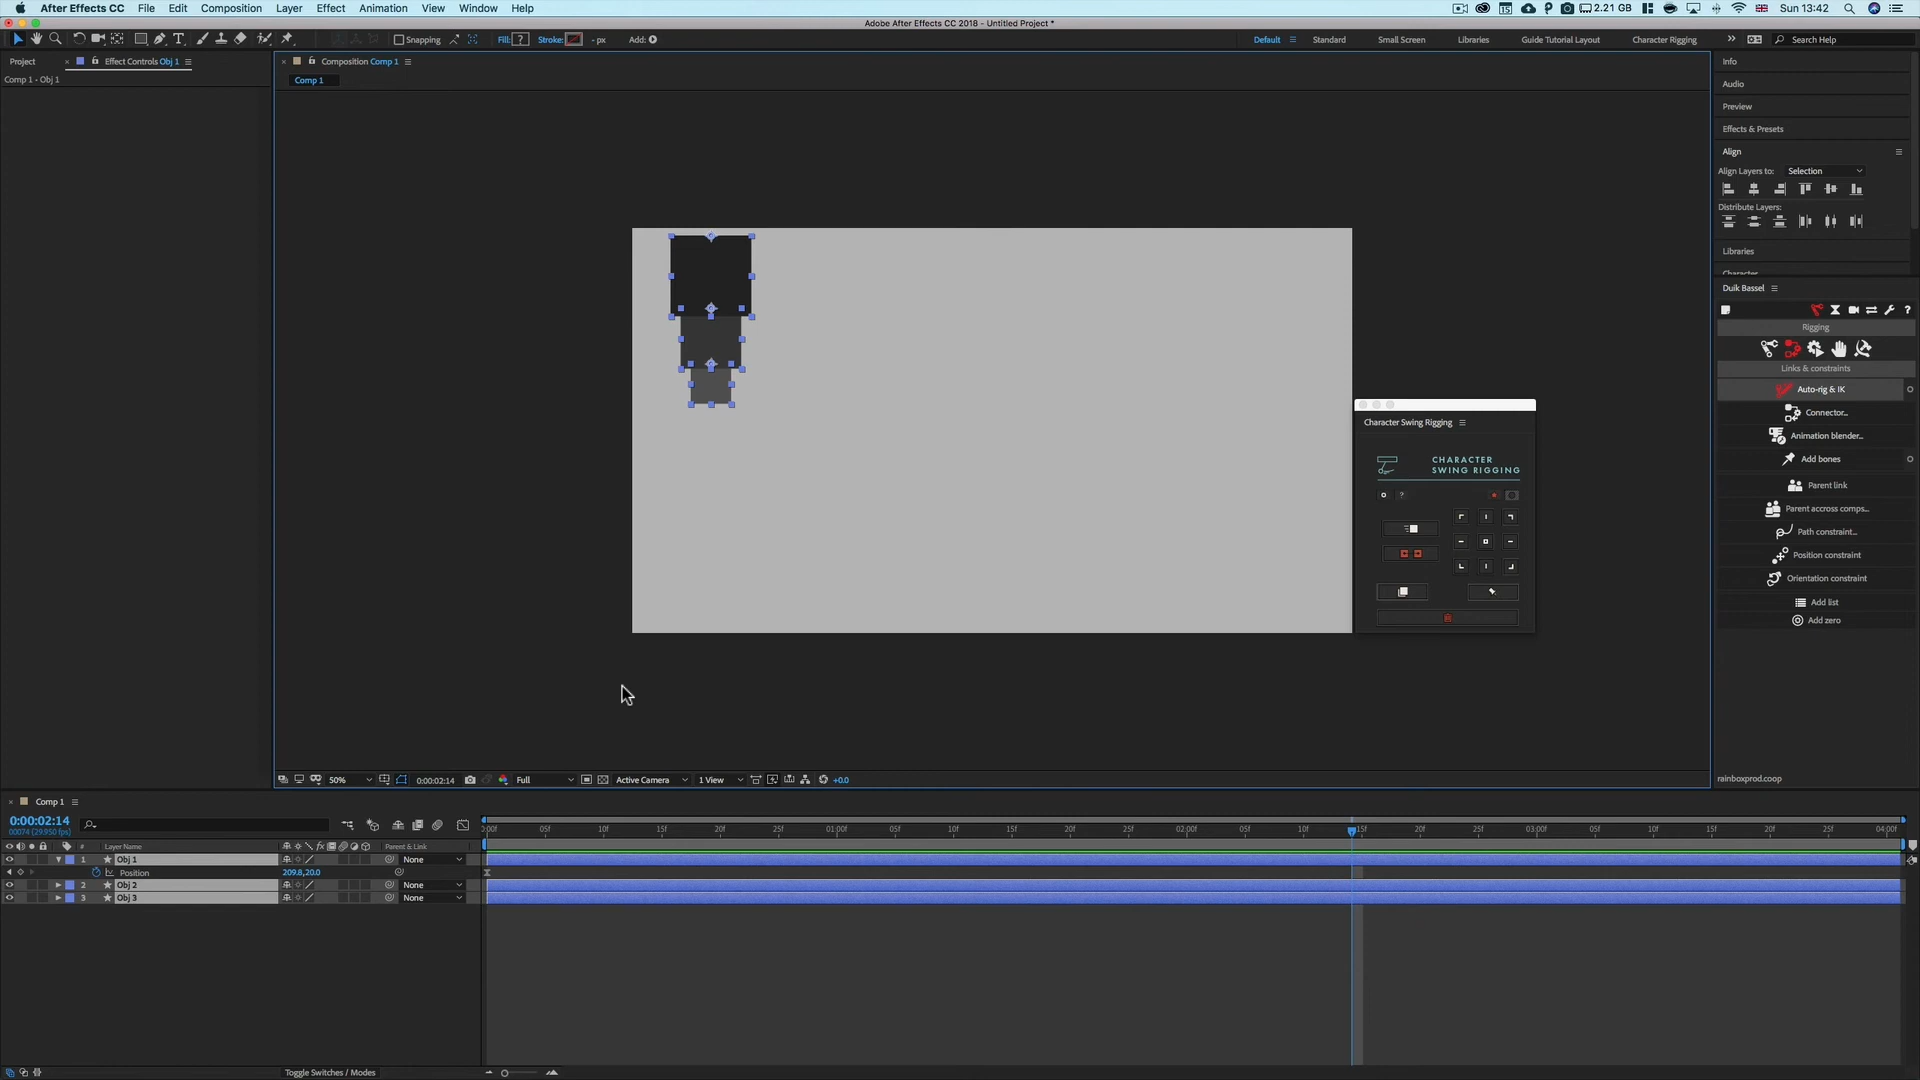 After Effects CC File Edit Composition Layer Effect Animation View Window Help 2.21 GB Sun 13:42
Adobe After Effects CC 2018 - Untitled Project *
Snapping Fill: ? Stroke: - px Add: Default Standard Small Screen Libraries Guide Tutorial Layout Character Rigging Search Help
Project Effect Controls Obj 1 Composition Comp 1
Comp 1 - Obj 1
Comp 1
Info
Audio
Preview
Effects & Presets
Align
Align Layers to: Selection
Distribute Layers:
Libraries
Character
Duik Bassel
Rigging
Links & constraints
Auto-rig & IK
Connector...
Animation blender...
Add bones
Parent link
Parent accross comps...
Path constraint...
Position constraint
Orientation constraint
Add list
Add zero
rainboxprod.coop
Character Swing Rigging
CHARACTER
SWING RIGGING
?
50% 0:00:02:14 Full Active Camera 1 View +0.0
Comp 1
0:00:02:14
00074 (29.950 fps)
0:00f 05f 10f 15f 20f 25f 01:00f 05f 10f 15f 20f 25f 02:00f 05f 10f 15f 20f 25f 03:00f 05f 10f 15f 20f 25f 04:00f
# Layer Name Parent & Link
1 Obj 1 None
Position 209.8,20.0
2 Obj 2 None
3 Obj 3 None
Toggle Switches / Modes